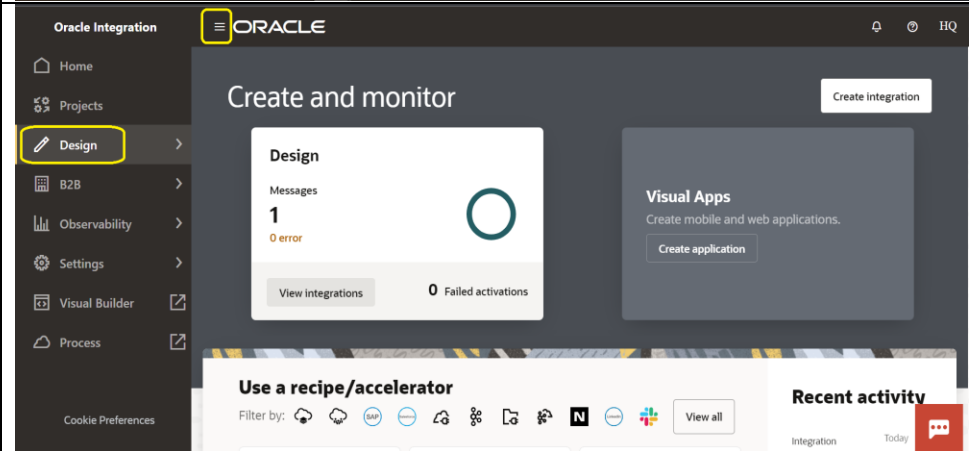 Oracle Integration
ORACLE
HQ
Home
Projects
Design
B2B
Observability
Settings
Visual Builder
Process
Cookie Preferences
Create and monitor
Create integration
Design
Messages
1
0 error
View integrations
0 Failed activations
Visual Apps
Create mobile and web applications.
Create application
Use a recipe/accelerator
Filter by:
SAP
N
View all
Recent activity
Integration
Today